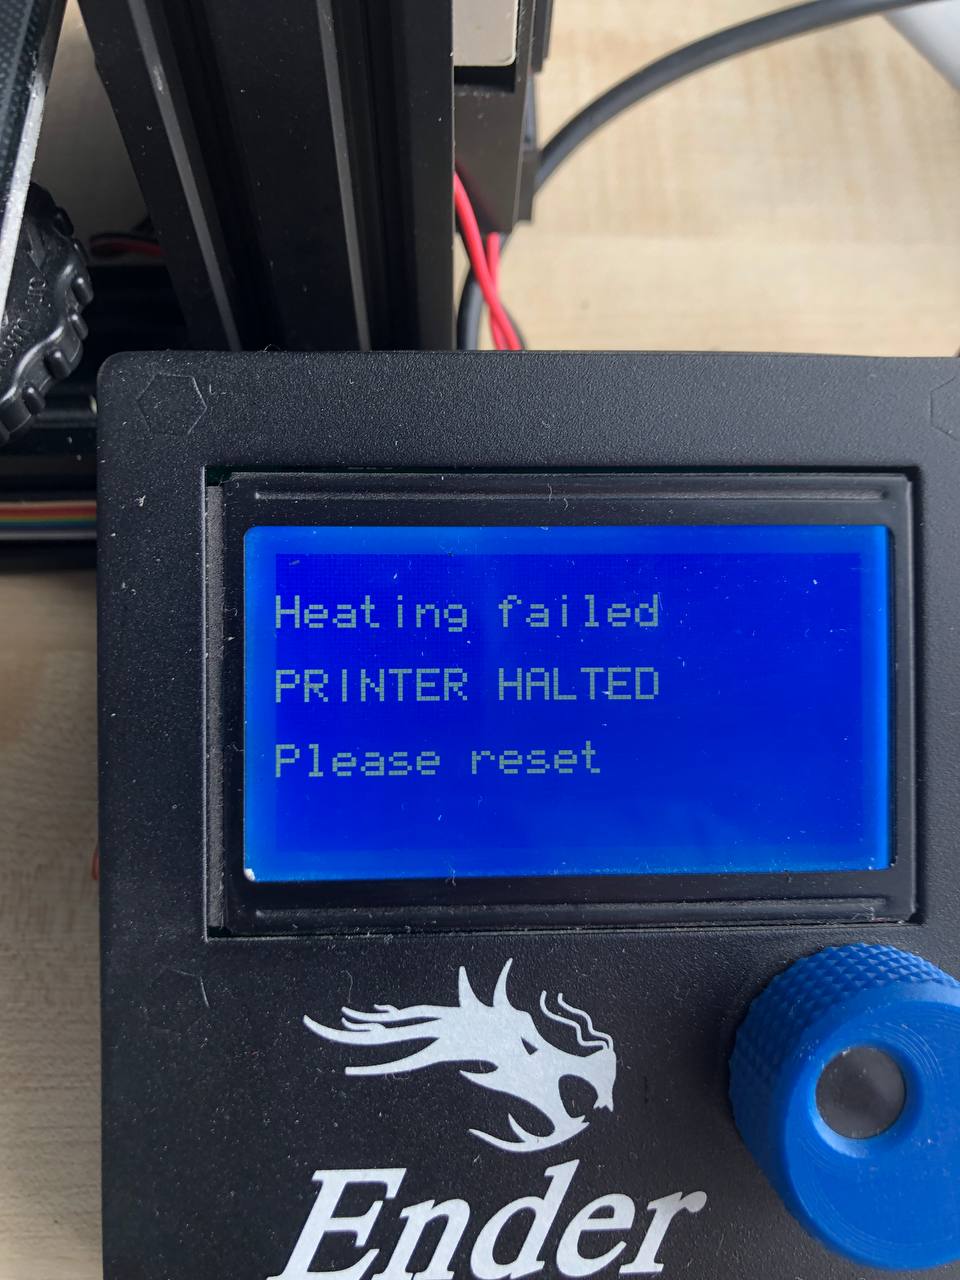 Heating failed
PRINTER HALTED
Please reset
Ender